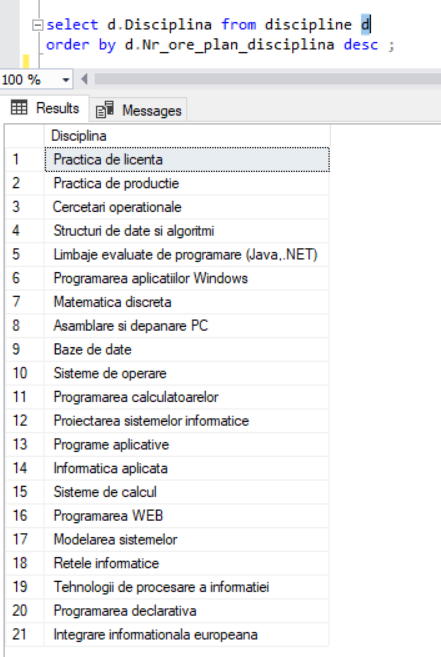 select d.Disciplina from discipline d
order by d.Nr_ore_plan_disciplina desc ;
100 %
Results Messages
Disciplina
1 Practica de licenta
2 Practica de productie
3 Cercetari operationale
4 Structuri de date si algoritmi
5 Limbaje evaluate de programare (Java,.NET)
6 Programarea aplicatiilor Windows
7 Matematica discreta
8 Asamblare si depanare PC
9 Baze de date
10 Sisteme de operare
11 Programarea calculatoarelor
12 Proiectarea sistemelor informatice
13 Programe aplicative
14 Informatica aplicata
15 Sisteme de calcul
16 Programarea WEB
17 Modelarea sistemelor
18 Retele informatice
19 Tehnologii de procesare a informatiei
20 Programarea declarativa
21 Integrare informationala europeana